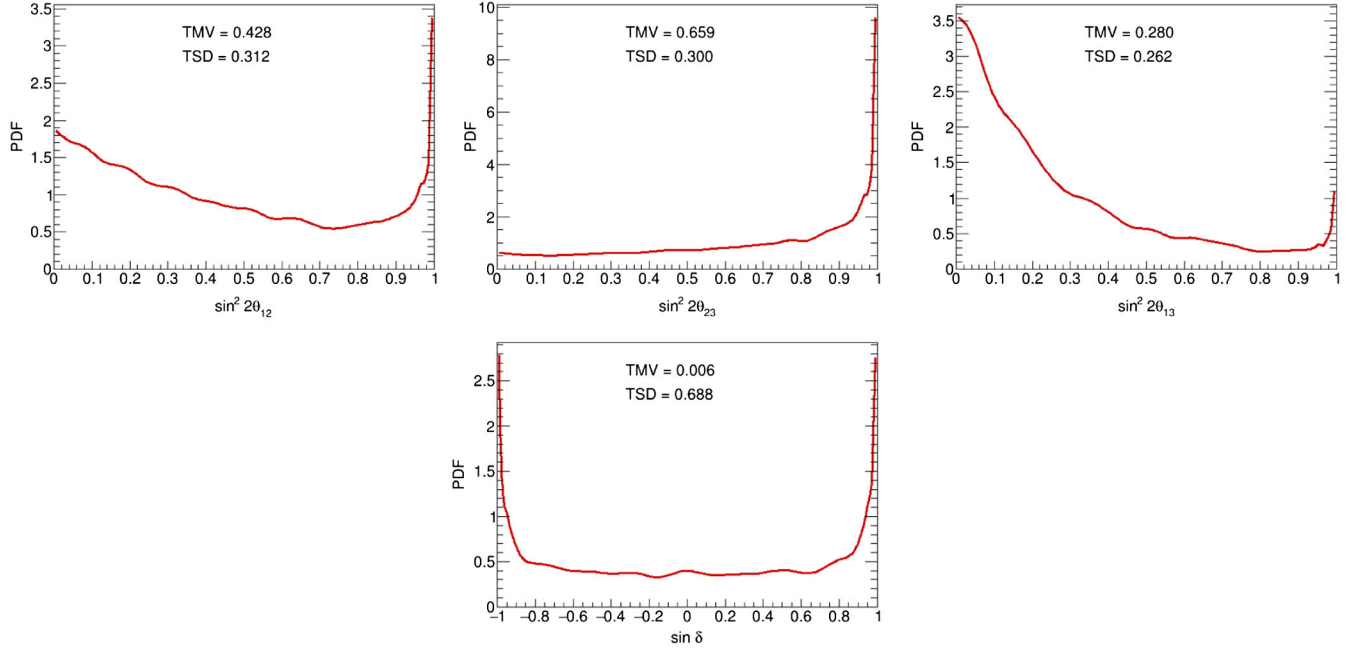 3.5
3
2.5
2
1.5
1
0.5
0
PDF
TMV = 0.428
TSD = 0.312
0 0.1 0.2 0.3 0.4 0.5 0.6 0.7 0.8 0.9 1
sin² 2θ₁₂
10
8
6
4
2
0
PDF
TMV = 0.659
TSD = 0.300
0 0.1 0.2 0.3 0.4 0.5 0.6 0.7 0.8 0.9 1
sin² 2θ₂₃
3.5
3
2.5
2
1.5
1
0.5
0
PDF
TMV = 0.280
TSD = 0.262
0 0.1 0.2 0.3 0.4 0.5 0.6 0.7 0.8 0.9 1
sin² 2θ₁₃
2.5
2
1.5
1
0.5
0
PDF
TMV = 0.006
TSD = 0.688
−1 −0.8 −0.6 −0.4 −0.2 0 0.2 0.4 0.6 0.8 1
sin δ